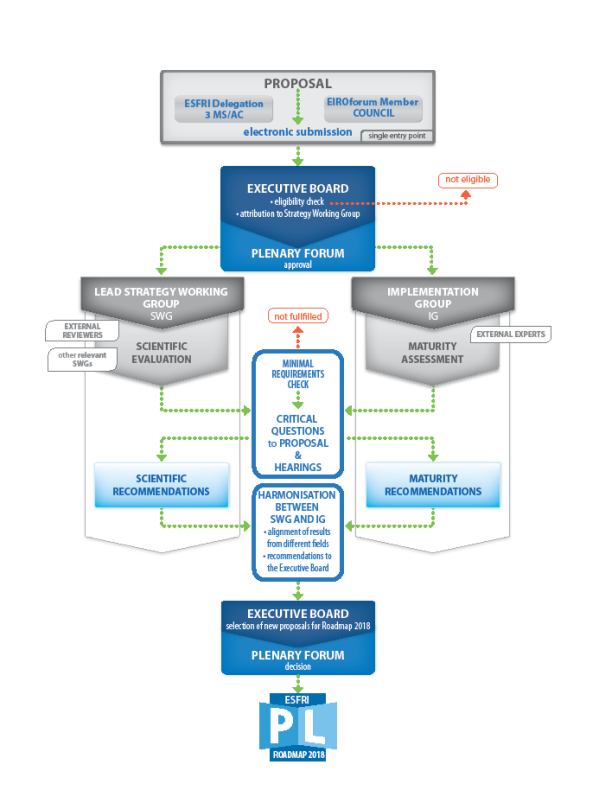 PROPOSAL
ESFRI Delegation
3 MS/AC
EIROforum Member
COUNCIL
electronic submission
single entry point
EXECUTIVE BOARD
• eligibility check
• attribution to Strategy Working Group
not eligible
PLENARY FORUM
approval
LEAD STRATEGY WORKING
GROUP
SWG
IMPLEMENTATION
GROUP
IG
EXTERNAL
REVIEWERS
other relevant
SWGs
SCIENTIFIC
EVALUATION
not fullfilled
EXTERNAL EXPERTS
MATURITY
ASSESSMENT
MINIMAL
REQUIREMENTS
CHECK
CRITICAL
QUESTIONS
to PROPOSAL
&
HEARINGS
SCIENTIFIC
RECOMMENDATIONS
MATURITY
RECOMMENDATIONS
HARMONISATION
BETWEEN
SWG AND IG
• alignment of results
from different fields
• recommendations to
the Executive Board
EXECUTIVE BOARD
selection of new proposals for Roadmap 2018
PLENARY FORUM
decision
ESFRI
PL
ROADMAP 2018